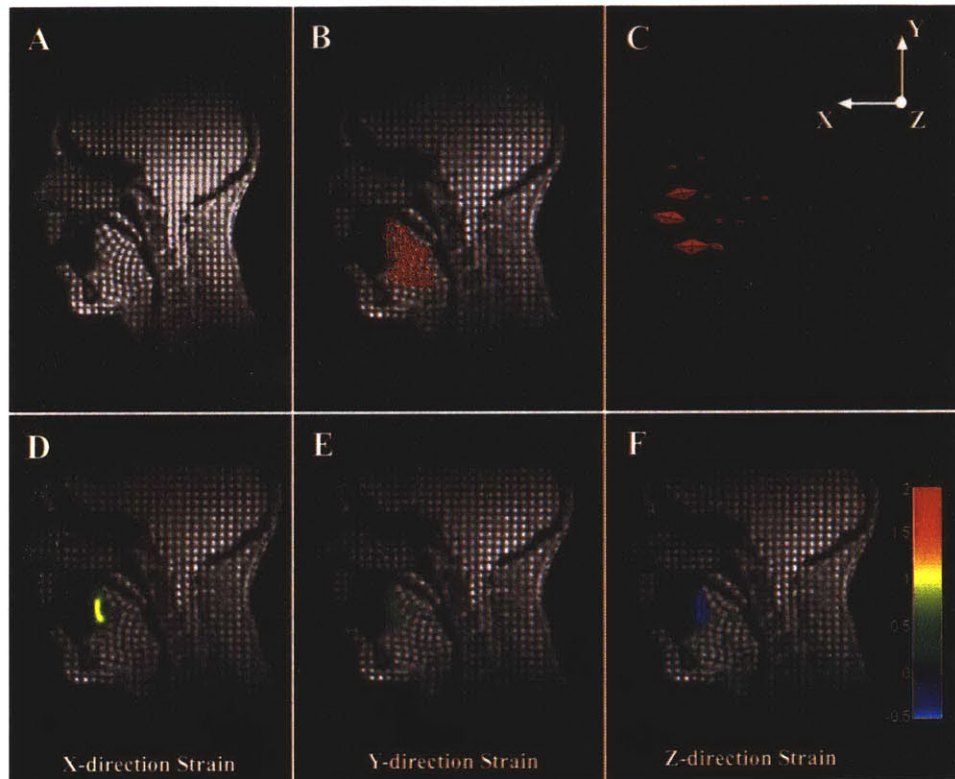 A
B
C
Y
X
Z
D
E
F
2
1.5
1
0.5
0
-0.5
X-direction Strain
Y-direction Strain
Z-direction Strain